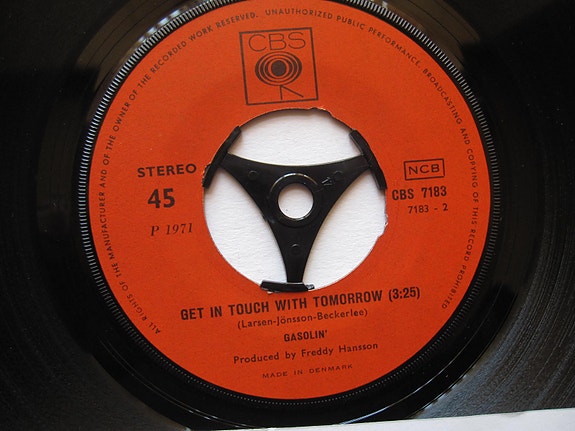 ALL RIGHTS OF THE MANUFACTURER AND OF THE OWNER OF THE RECORDED WORK RESERVED. UNAUTHORIZED PUBLIC PERFORMANCE, BROADCASTING AND COPYING OF THIS RECORD PROHIBITED
CBS
STEREO
45
P 1971
NCB
CBS 7183
7183 - 2
GET IN TOUCH WITH TOMORROW (3:25)
(Larsen-Jönsson-Beckerlee)
GASOLIN'
Produced by Freddy Hansson
MADE IN DENMARK